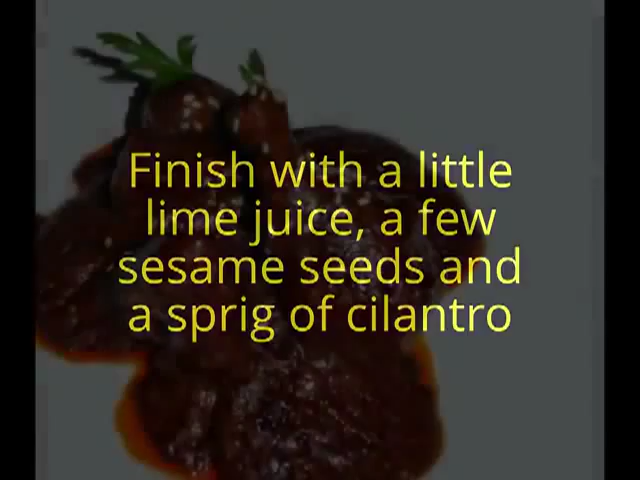 Finish with a little
lime juice, a few
sesame seeds and
a sprig of cilantro